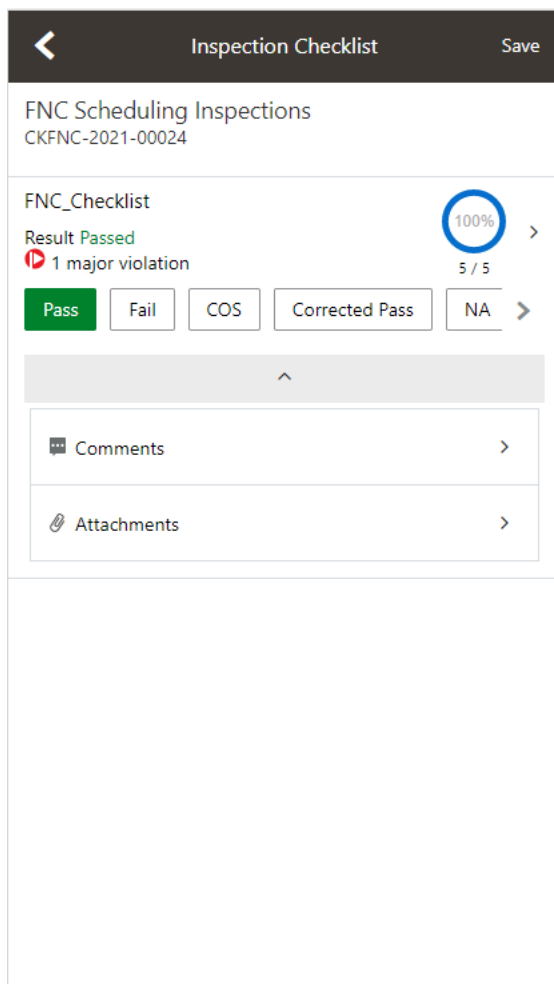 Inspection Checklist Save
FNC Scheduling Inspections
CKFNC-2021-00024
FNC_Checklist
100%
Result Passed
1 major violation
5 / 5
Pass Fail COS Corrected Pass NA
Comments
Attachments